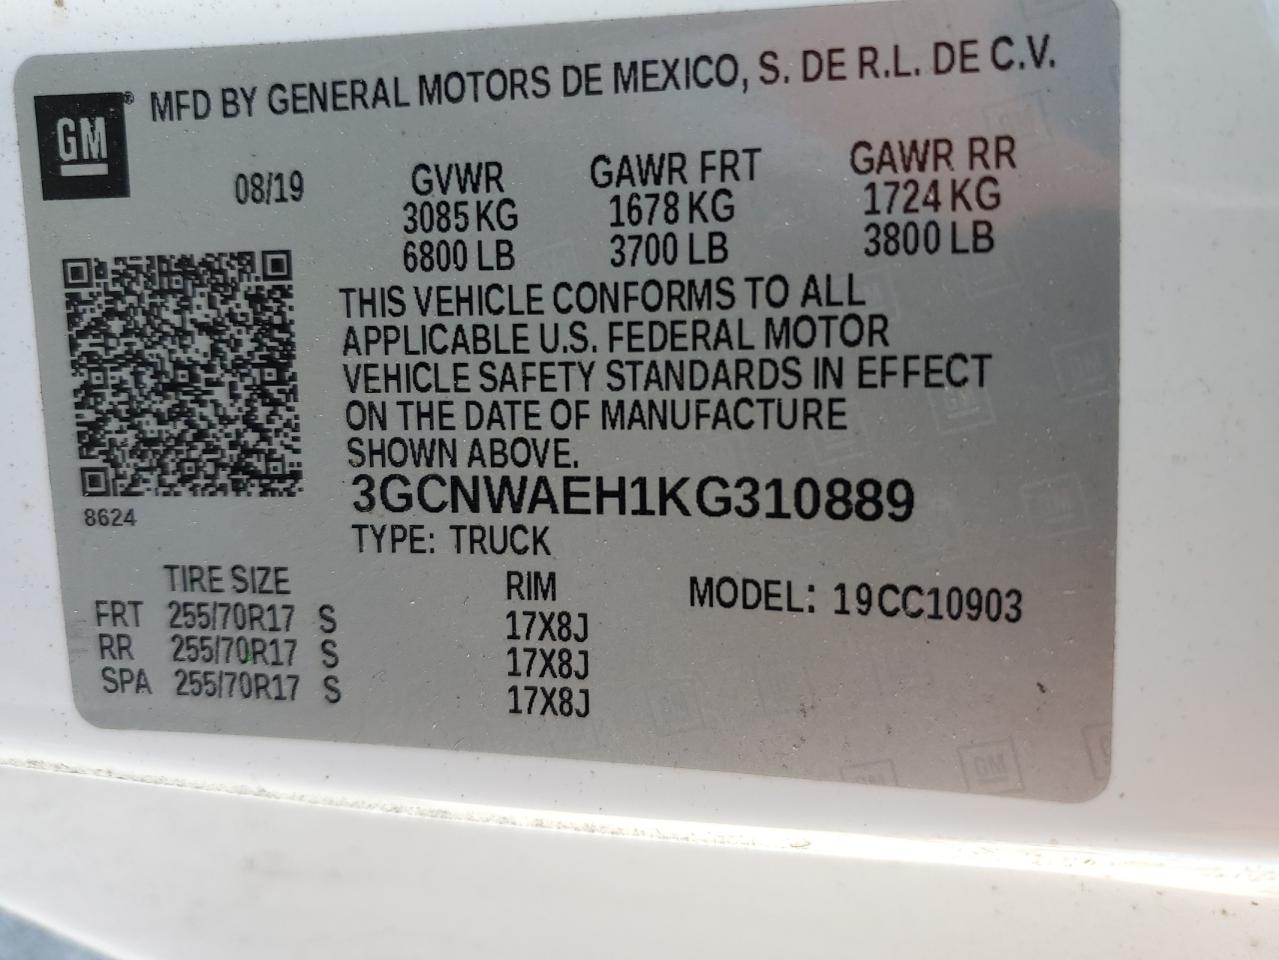 GM ® MFD BY GENERAL MOTORS DE MEXICO, S. DE R.L. DE C.V.
08/19 GVWR GAWR FRT GAWR RR
3085 KG 1678 KG 1724 KG
6800 LB 3700 LB 3800 LB
THIS VEHICLE CONFORMS TO ALL
APPLICABLE U.S. FEDERAL MOTOR
VEHICLE SAFETY STANDARDS IN EFFECT
ON THE DATE OF MANUFACTURE
SHOWN ABOVE.
3GCNWAEH1KG310889
8624
TYPE: TRUCK
TIRE SIZE RIM MODEL: 19CC10903
FRT 255/70R17 S 17X8J
RR 255/70R17 S 17X8J
SPA 255/70R17 S 17X8J